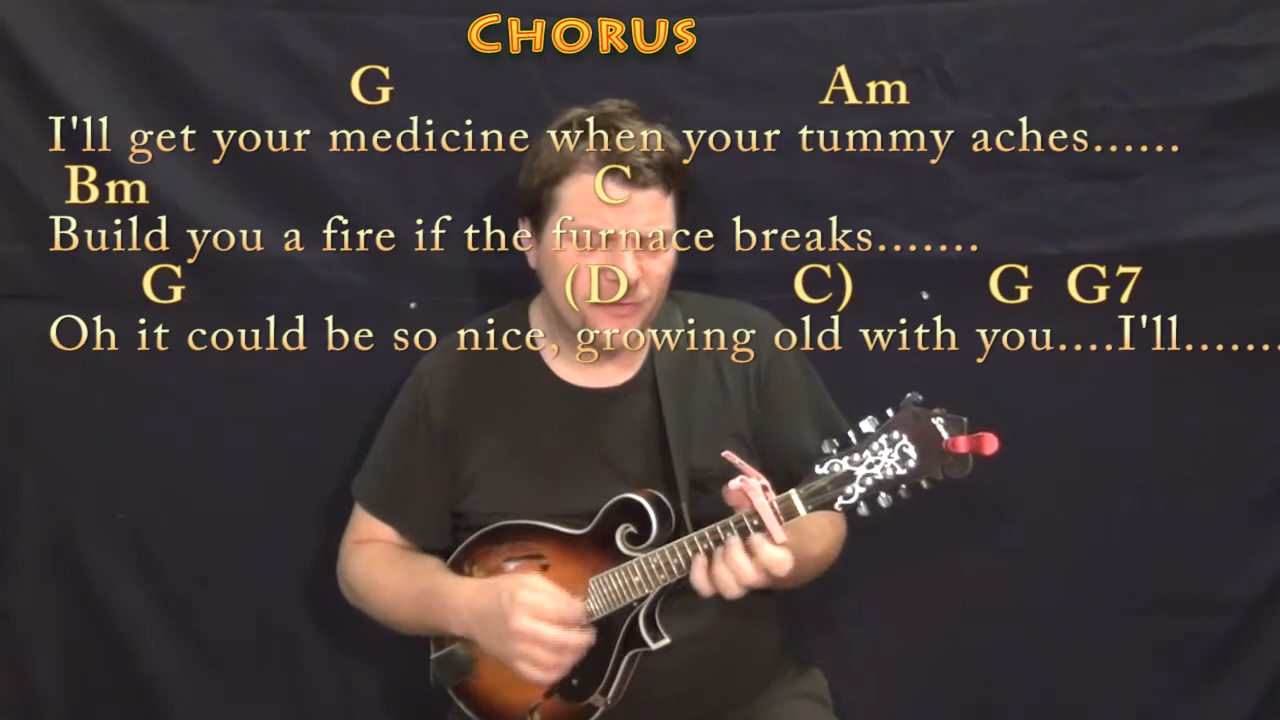 CHORUS
G Am
I'll get your medicine when your tummy aches......
Bm C
Build you a fire if the furnace breaks.......
G (D C) G G7
Oh it could be so nice, growing old with you....I'll.......